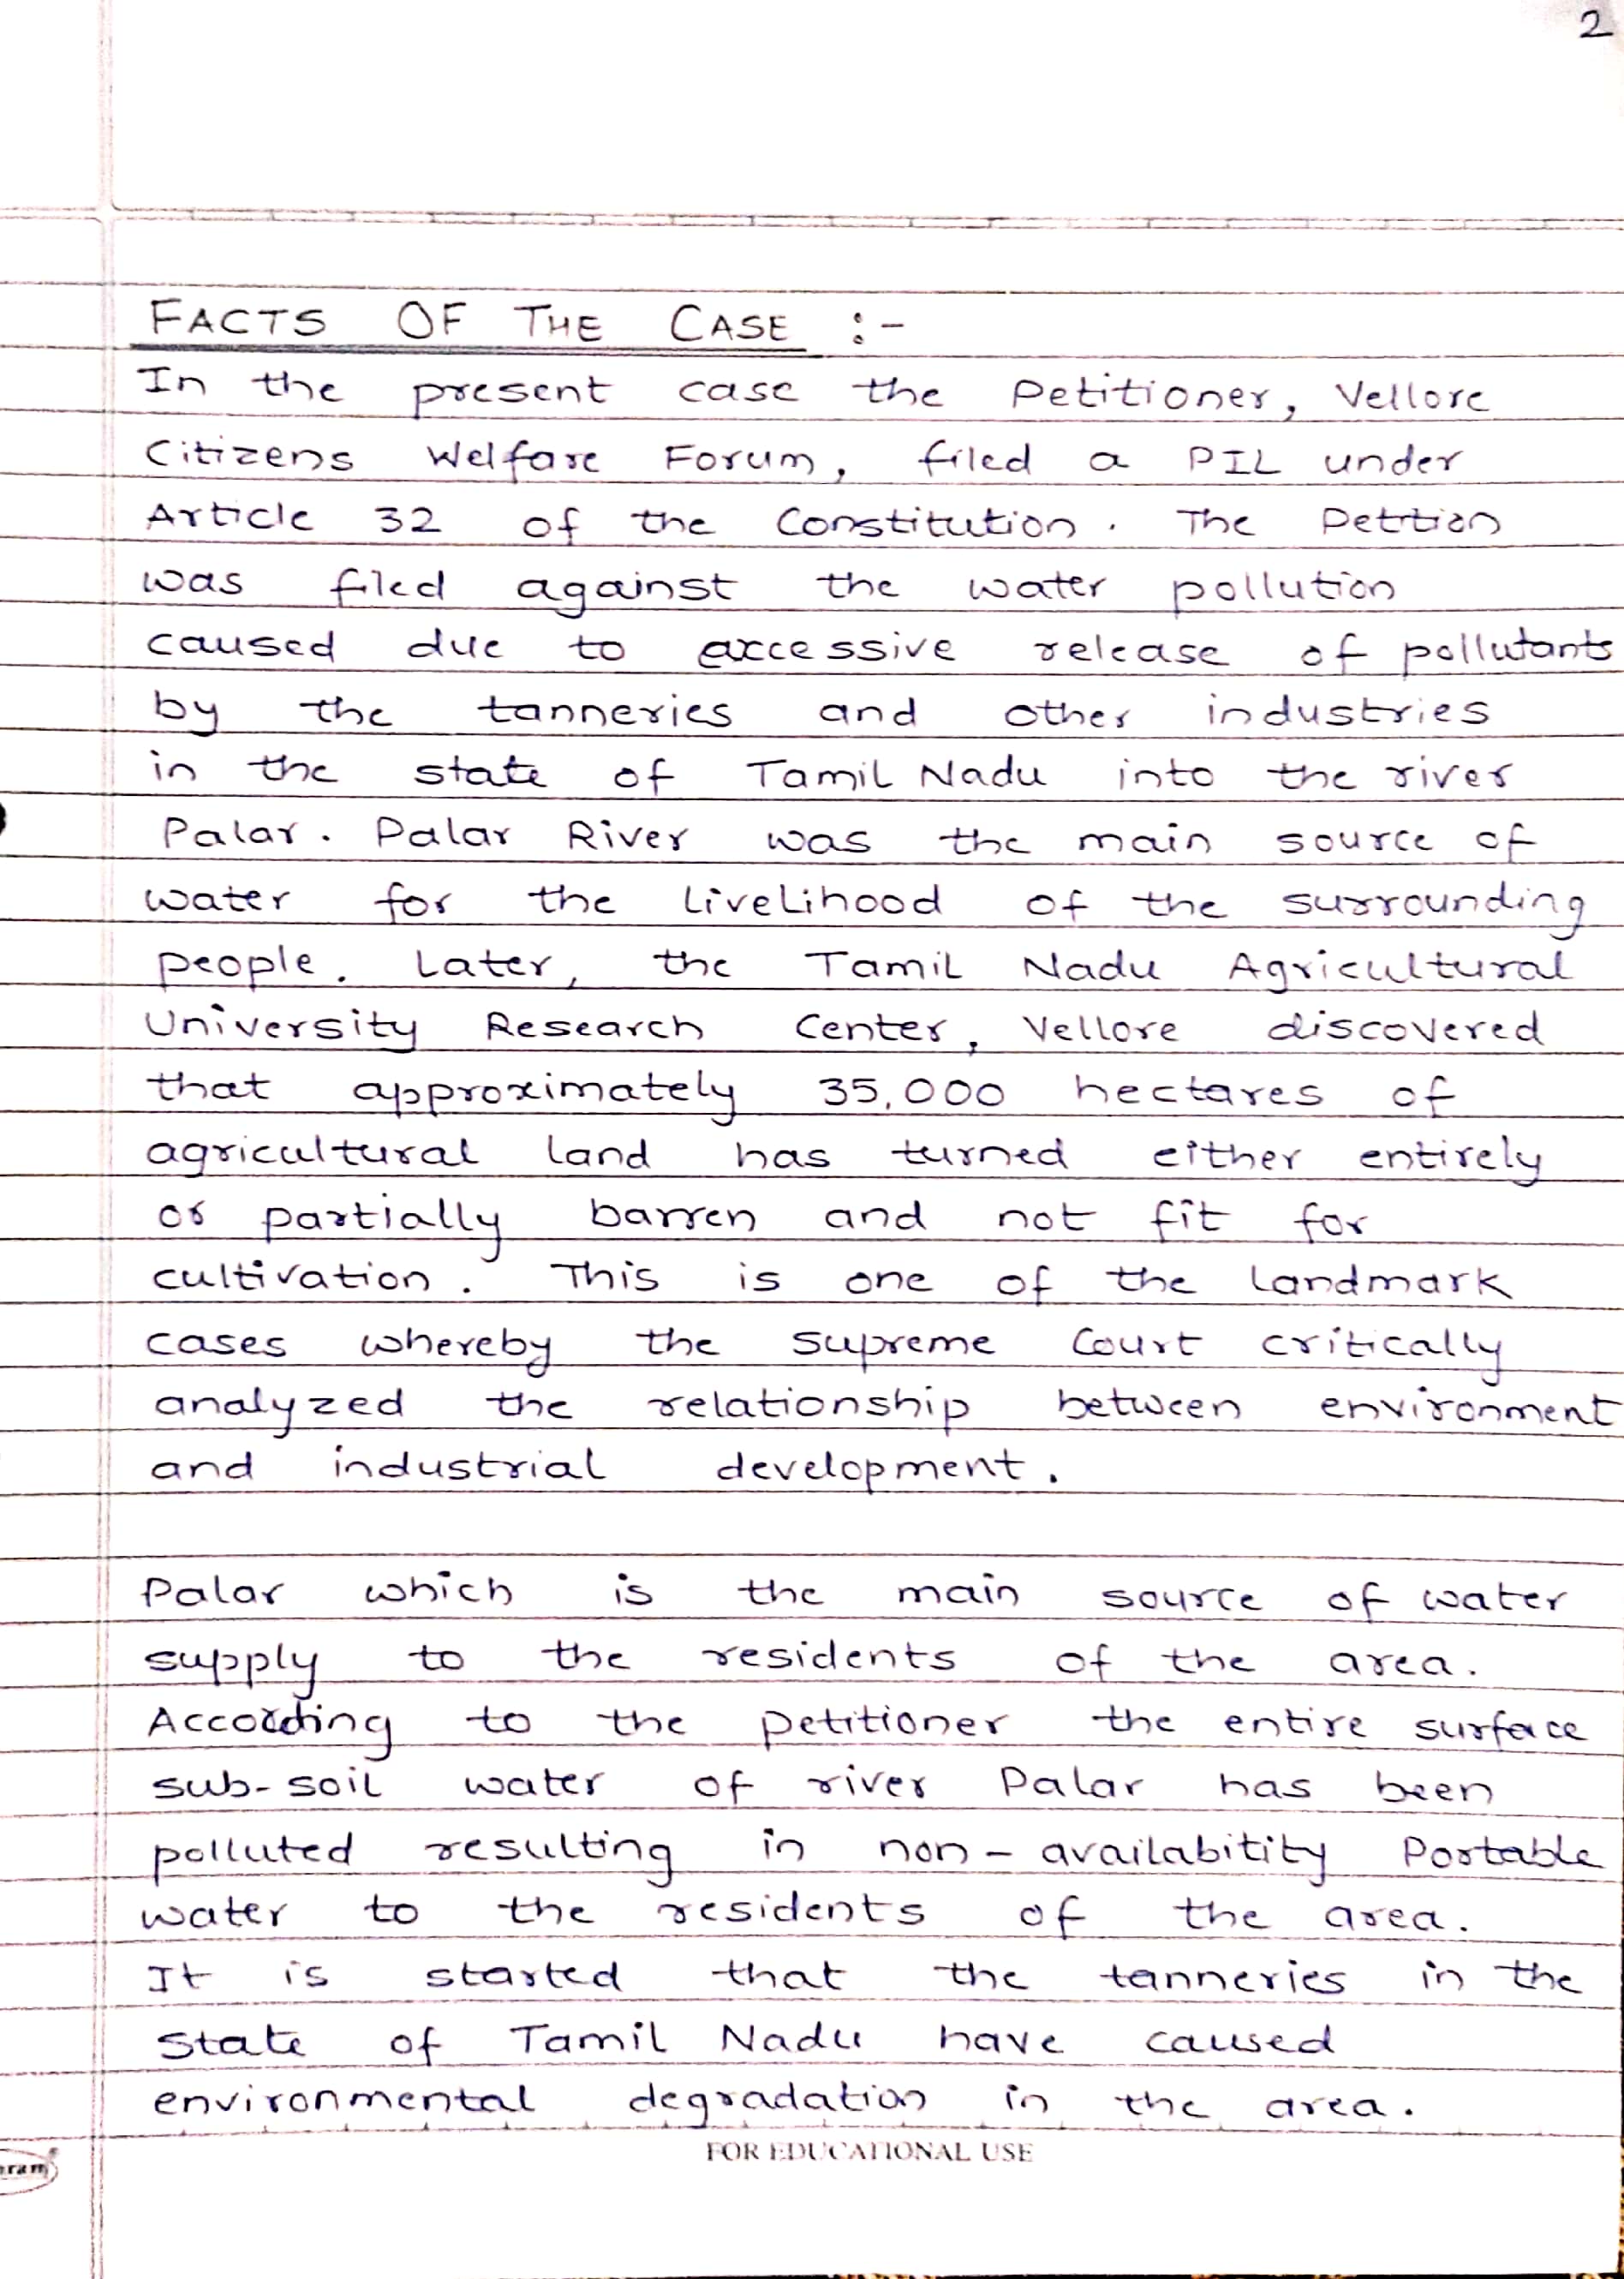 2
FACTS OF THE CASE :-
In the present case the Petitioner, Vellore
Citizens Welfare Forum, filed a PIL under
Article 32 of the Constitution. The Pettion
was filed against the water pollution
caused due to excessive release of pollutants
by the tanneries and other industries
in the state of Tamil Nadu into the river
Palar. Palar River was the main source of
water for the livelihood of the surrounding
people. Later, the Tamil Nadu Agricultural
University Research Center, Vellore discovered
that approximately 35,000 hectares of
agricultural land has turned either entirely
or partially barren and not fit for
cultivation. This is one of the landmark
cases whereby the supreme Court critically
analyzed the relationship between environment
and industrial development.
Palar which is the main source of water
supply to the residents of the area.
According to the petitioner the entire surface
sub-soil water of river Palar has been
polluted resulting in non-availabitity Portable
water to the residents of the area.
It is started that the tanneries in the
State of Tamil Nadu have caused
environmental degradation in the area.
FOR EDUCATIONAL USE